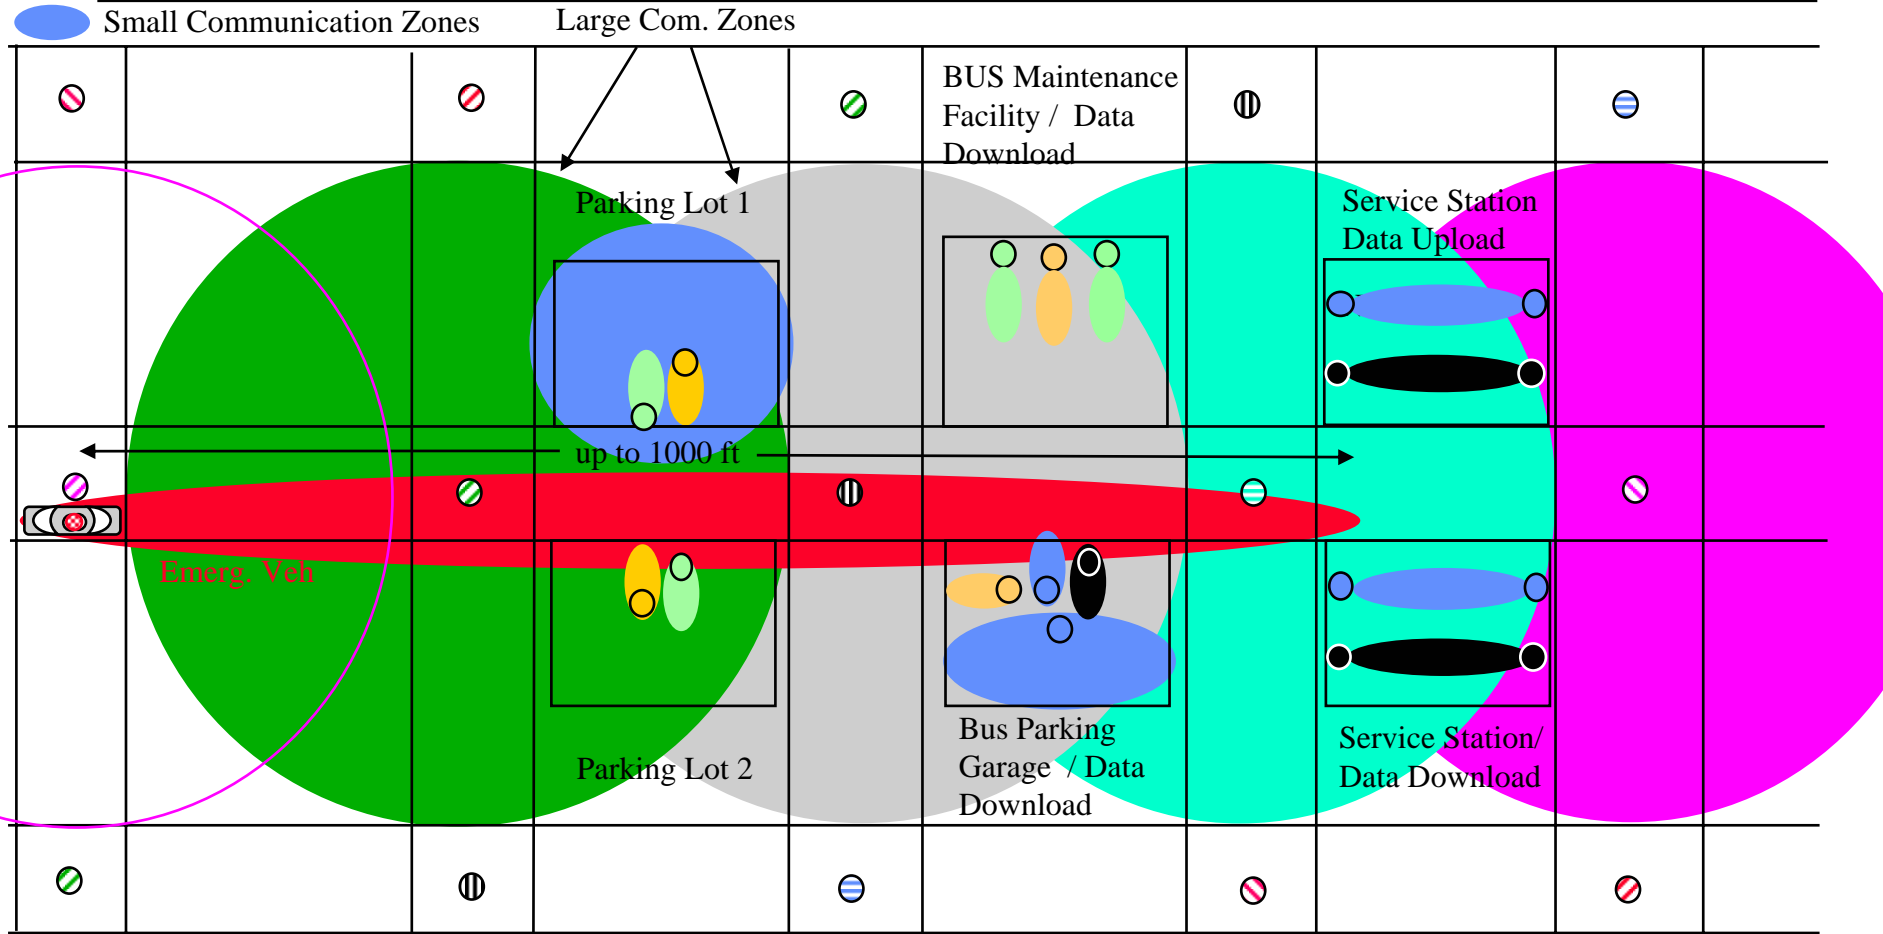 Small Communication Zones
Large Com. Zones
BUS Maintenance
Facility /  Data
Download
Parking Lot 1
Service Station
Data Upload
up to 1000 ft
Emerg. Veh
Parking Lot 2
Bus Parking
Garage  / Data
Download
Service Station/
Data Download